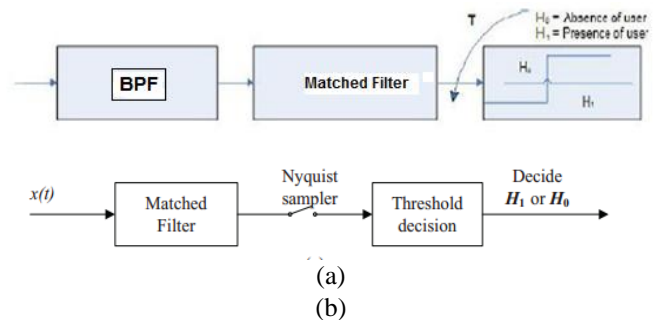 T
H₀ = Absence of user
H₁ = Presence of user
BPF
Matched Filter
H₀
H₁
x(t)
Matched
Filter
Nyquist
sampler
Threshold
decision
Decide
H₁ or H₀
(a)
(b)